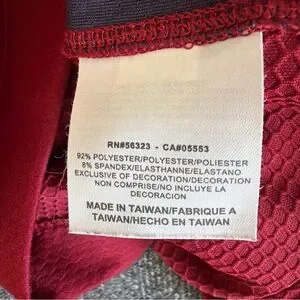 RN#56323 - CA#05553
92% POLYESTER/POLYESTER/POLIESTER
8% SPANDEX/ELASTHANNE/ELASTANO
EXCLUSIVE OF DECORATION/DECORATION
NON COMPRISE/NO INCLUYE LA
DECORACION
MADE IN TAIWAN/FABRIQUE A
TAIWAN/HECHO EN TAIWAN